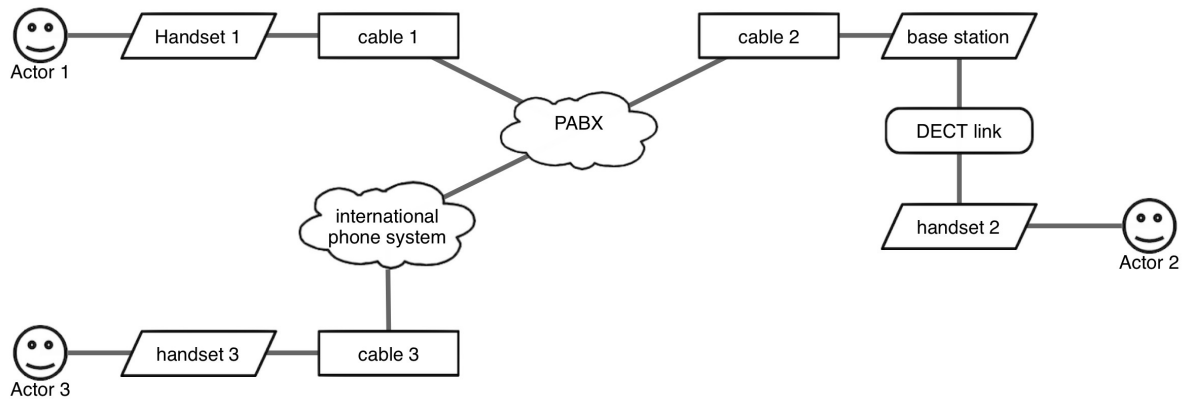 Handset 1
cable 1
cable 2
base station
Actor 1
PABX
DECT link
international
phone system
handset 2
Actor 2
handset 3
cable 3
Actor 3